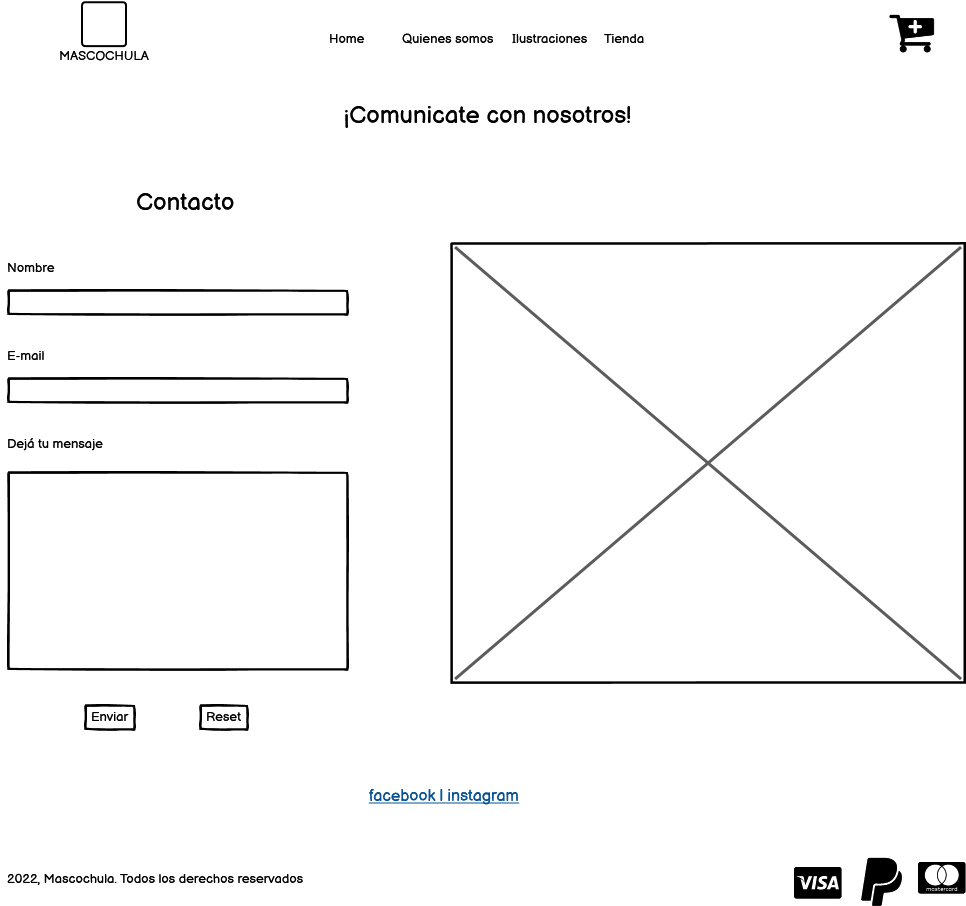 MASCOCHULA
Home Quienes somos Ilustraciones Tienda
¡Comunicate con nosotros!
Contacto
Nombre
E-mail
Dejá tu mensaje
Enviar Reset
facebook | instagram
2022, Mascochula. Todos los derechos reservados
VISA
mastercard.